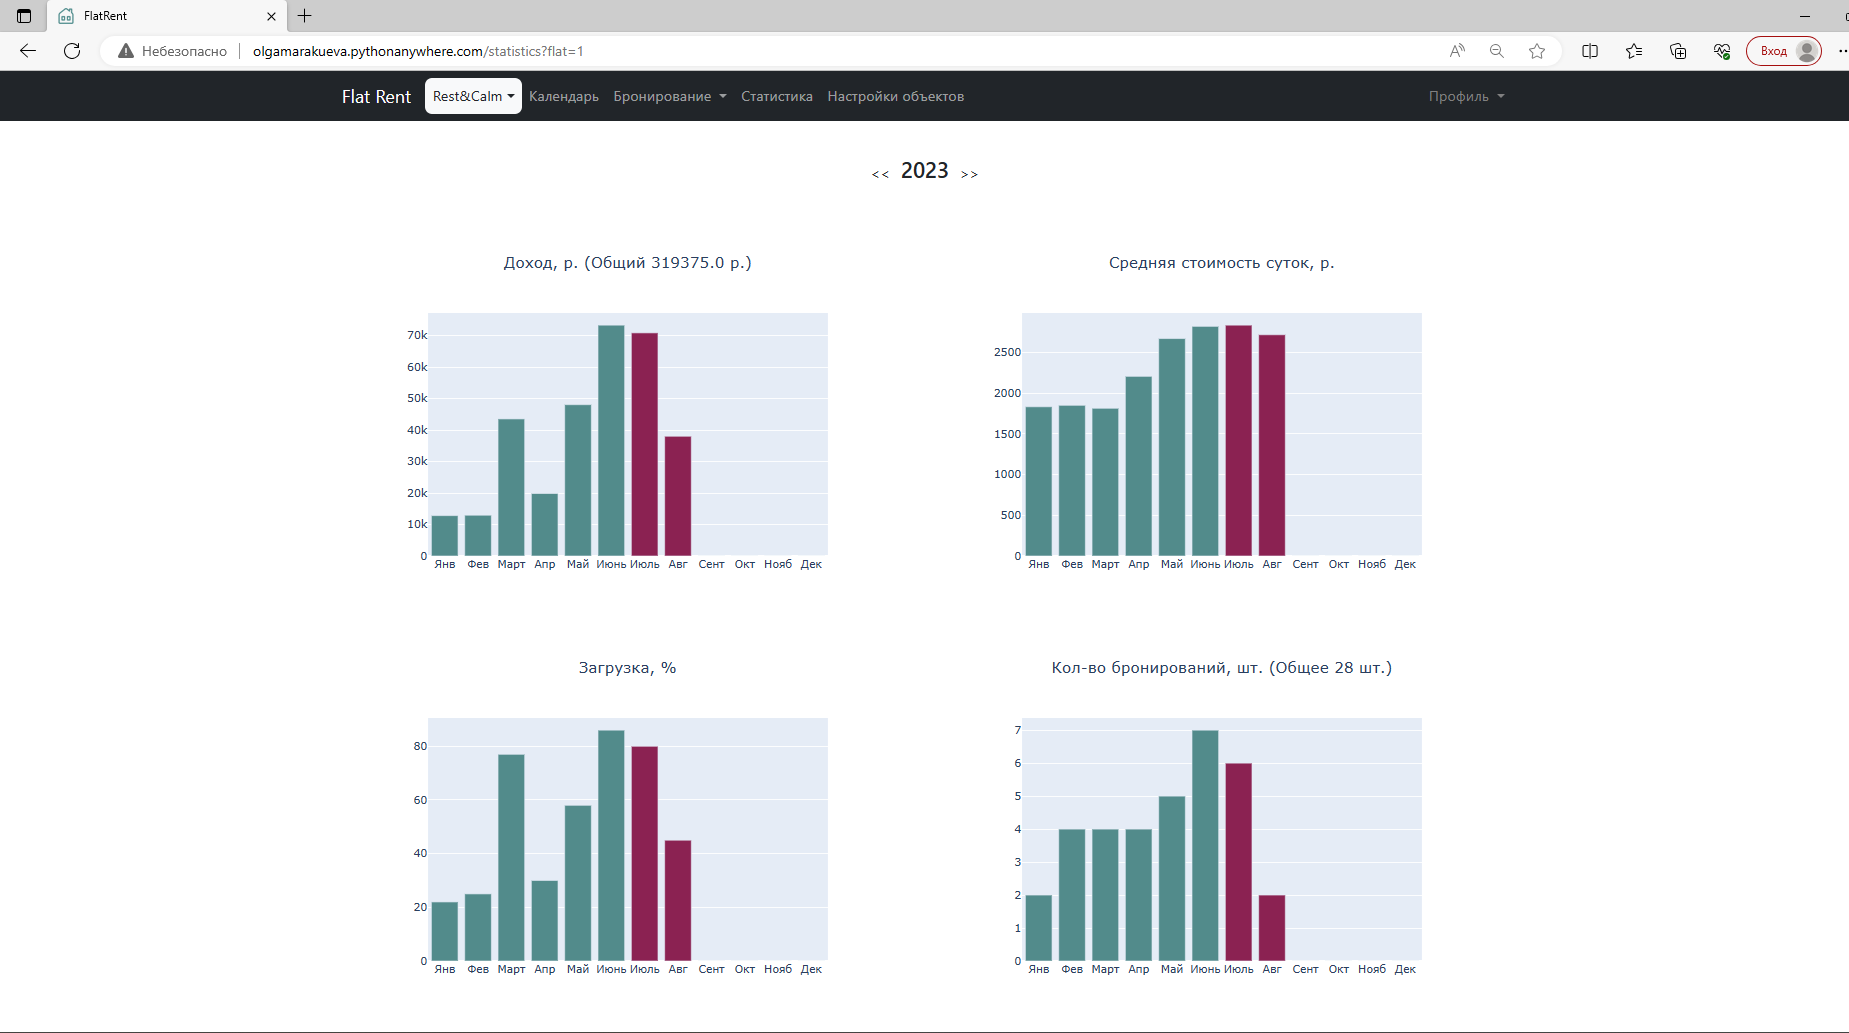 FlatRent
Небезопасно olgamarakueva.pythonanywhere.com/statistics?flat=1 Вход
Flat Rent Rest&Calm Календарь Бронирование Статистика Настройки объектов Профиль
<< 2023 >>
Доход, р. (Общий 319375.0 р.)
70k
60k
50k
40k
30k
20k
10k
0
Янв Фев Март Апр Май Июнь Июль Авг Сент Окт Нояб Дек
Средняя стоимость суток, р.
2500
2000
1500
1000
500
0
Янв Фев Март Апр Май Июнь Июль Авг Сент Окт Нояб Дек
Загрузка, %
80
60
40
20
0
Янв Фев Март Апр Май Июнь Июль Авг Сент Окт Нояб Дек
Кол-во бронирований, шт. (Общее 28 шт.)
7
6
5
4
3
2
1
0
Янв Фев Март Апр Май Июнь Июль Авг Сент Окт Нояб Дек